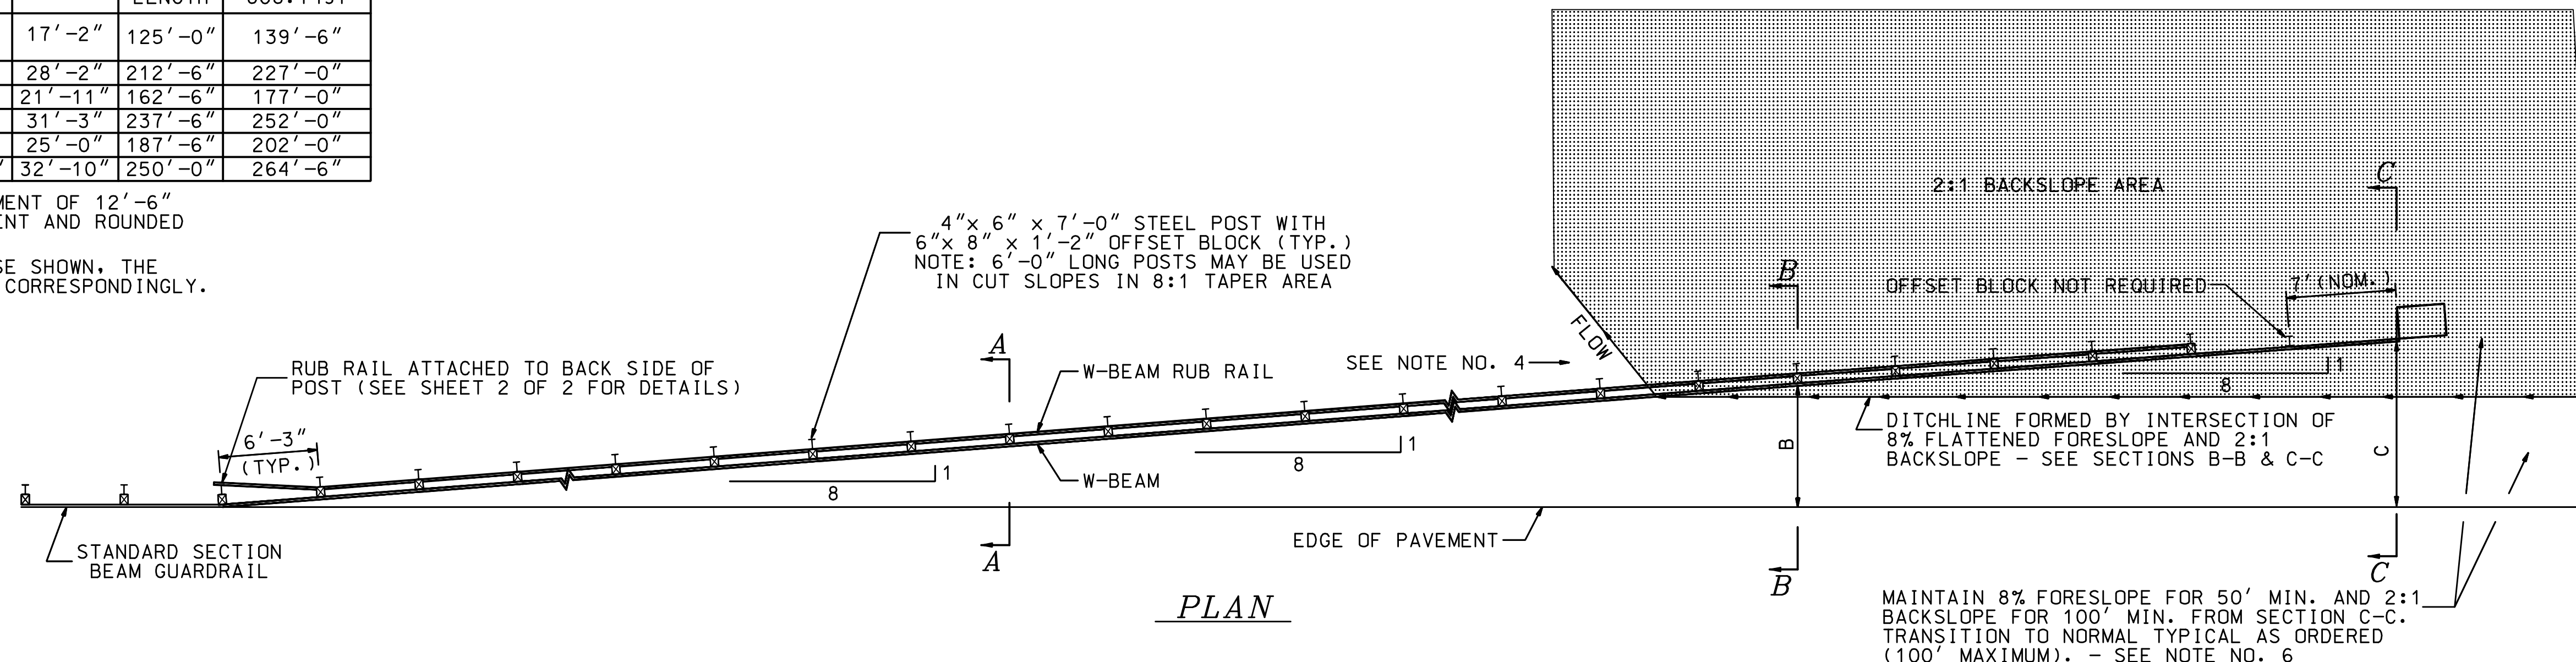 LENGTH
17'-2" 125'-0" 139'-6"
28'-2" 212'-6" 227'-0"
21'-11" 162'-6" 177'-0"
31'-3" 237'-6" 252'-0"
25'-0" 187'-6" 202'-0"
32'-10" 250'-0" 264'-6"
MENT OF 12'-6"
ENT AND ROUNDED
SE SHOWN, THE
CORRESPONDINGLY.
4"x 6" x 7'-0" STEEL POST WITH
6"x 8" x 1'-2" OFFSET BLOCK (TYP.)
NOTE: 6'-0" LONG POSTS MAY BE USED
IN CUT SLOPES IN 8:1 TAPER AREA
2:1 BACKSLOPE AREA
C
B
OFFSET BLOCK NOT REQUIRED
7' (NOM.)
FLOW
A
RUB RAIL ATTACHED TO BACK SIDE OF
POST (SEE SHEET 2 OF 2 FOR DETAILS)
W-BEAM RUB RAIL
SEE NOTE NO. 4
1
8
6'-3"
(TYP.)
DITCHLINE FORMED BY INTERSECTION OF
8% FLATTENED FORESLOPE AND 2:1
BACKSLOPE - SEE SECTIONS B-B & C-C
B
C
1
8
1
8
W-BEAM
STANDARD SECTION
BEAM GUARDRAIL
EDGE OF PAVEMENT
A
B
C
PLAN
MAINTAIN 8% FORESLOPE FOR 50' MIN. AND 2:1
BACKSLOPE FOR 100' MIN. FROM SECTION C-C.
TRANSITION TO NORMAL TYPICAL AS ORDERED
(100' MAXIMUM). - SEE NOTE NO. 6